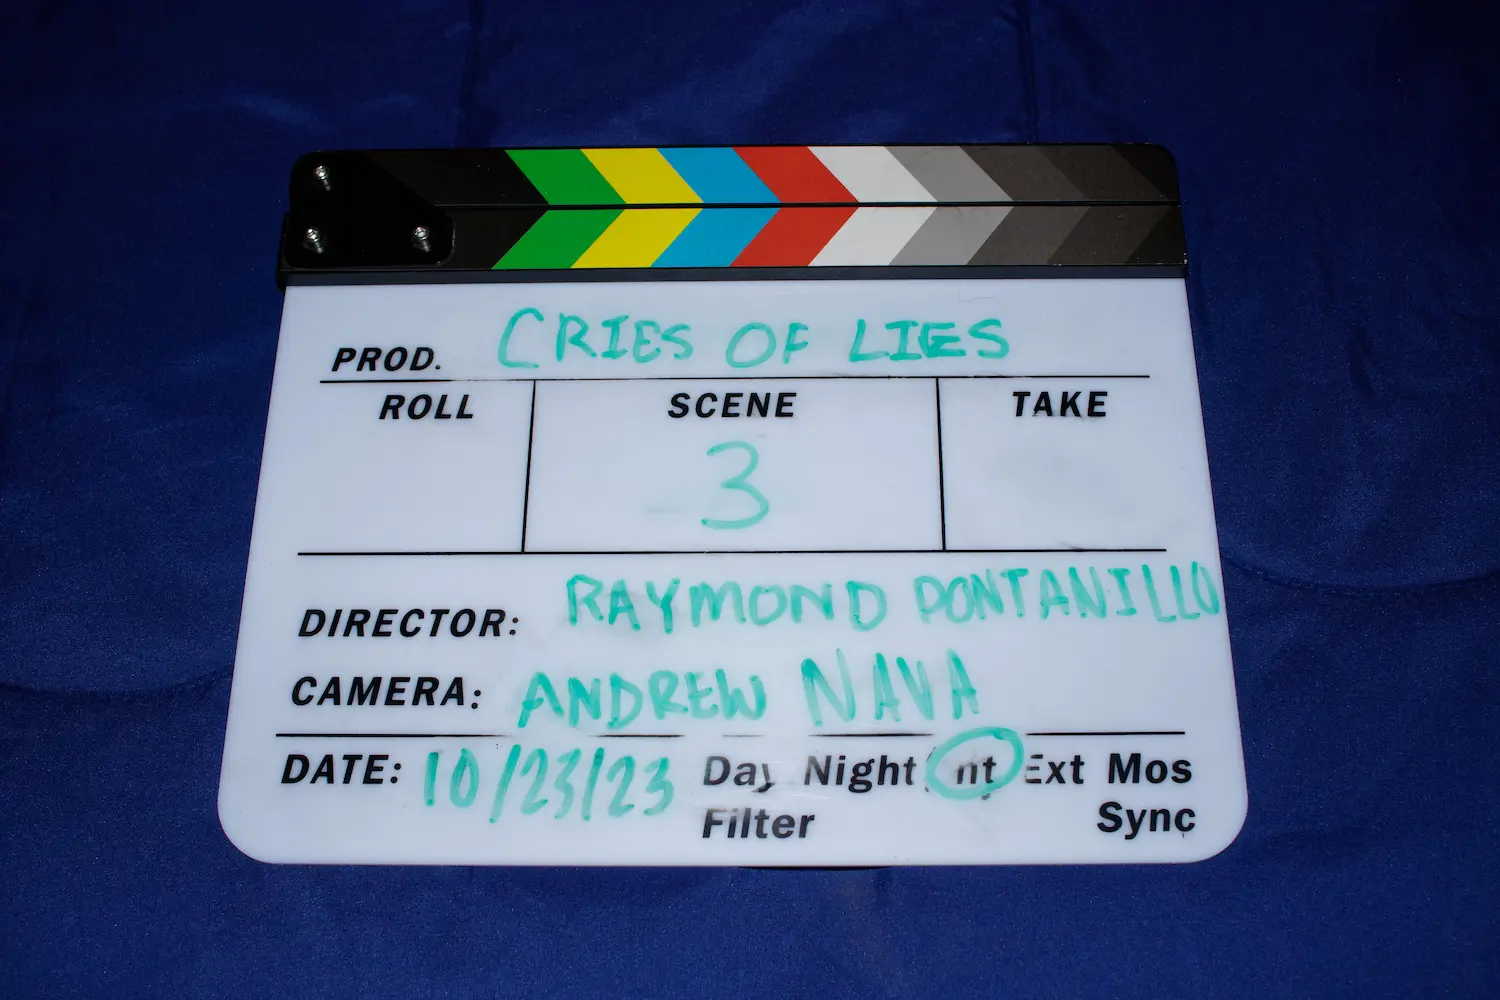 PROD. CRIES OF LIES
ROLL SCENE TAKE
3
DIRECTOR: RAYMOND PONTANILLO
CAMERA: ANDREW NAVA
DATE: 10/23/23 Day Night Int Ext Mos
Filter Sync